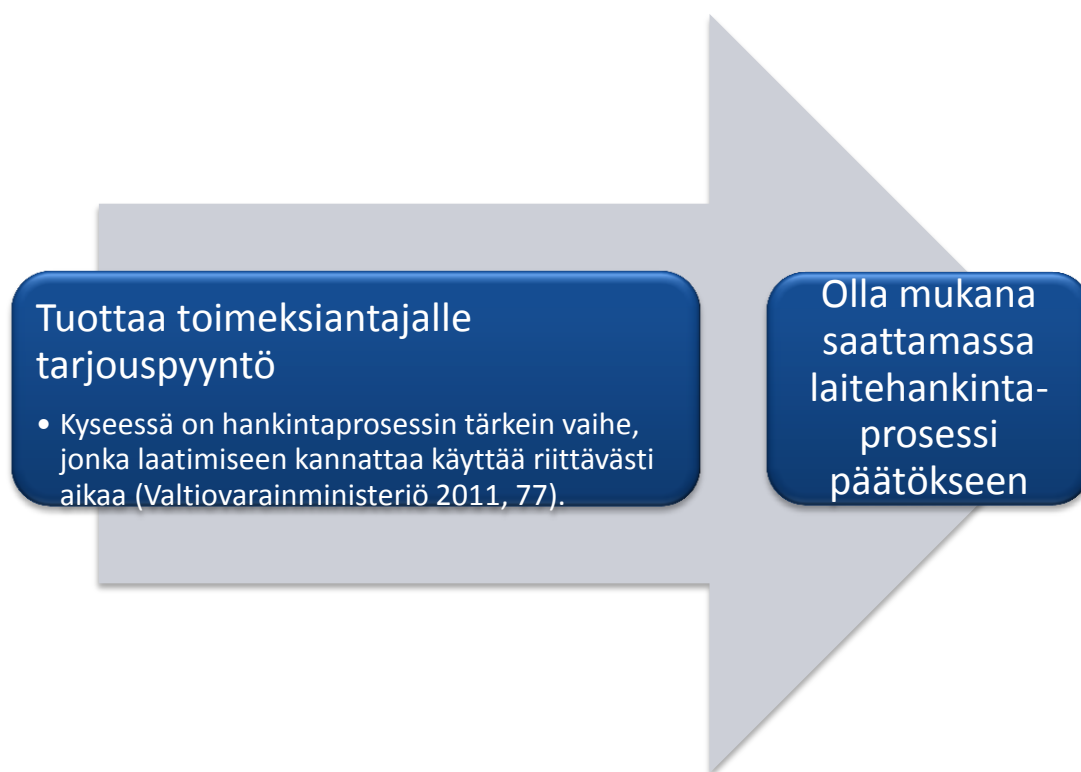 Tuottaa toimeksiantajalle
tarjouspyyntö
• Kyseessä on hankintaprosessin tärkein vaihe,
jonka laatimiseen kannattaa käyttää riittävästi
aikaa (Valtiovarainministeriö 2011, 77).
Olla mukana
saattamassa
laitehankinta-
prosessi
päätökseen